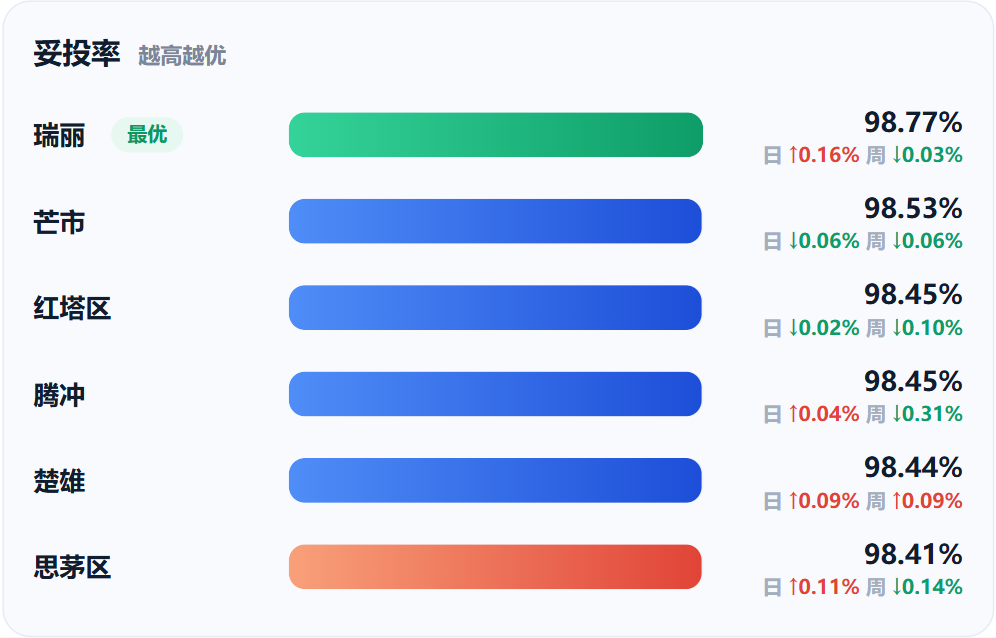 妥投率 越高越优
瑞丽 最优 98.77%
日 ↑0.16% 周 ↓0.03%
芒市 98.53%
日 ↓0.06% 周 ↓0.06%
红塔区 98.45%
日 ↓0.02% 周 ↓0.10%
腾冲 98.45%
日 ↑0.04% 周 ↓0.31%
楚雄 98.44%
日 ↑0.09% 周 ↑0.09%
思茅区 98.41%
日 ↑0.11% 周 ↓0.14%